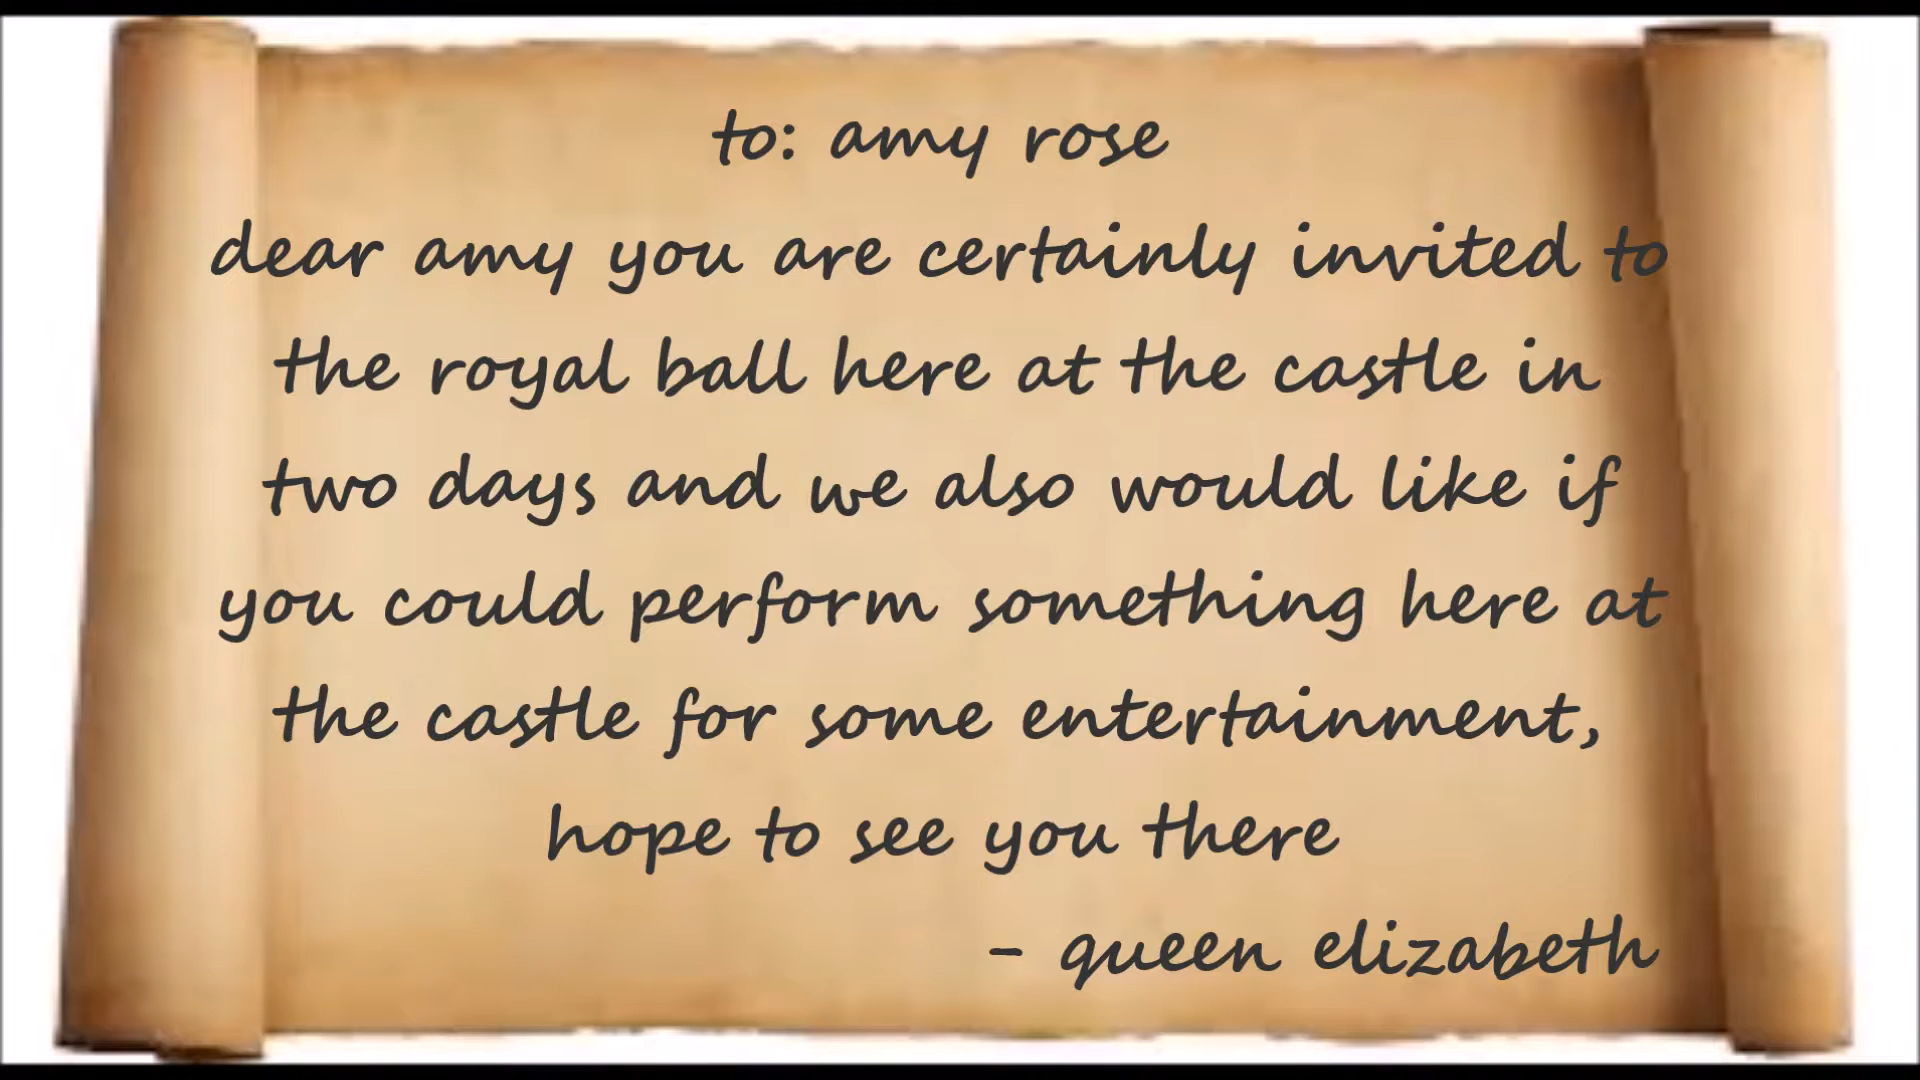 to: amy rose
dear amy you are certainly invited to
the royal ball here at the castle in
two days and we also would like if
you could perform something here at
the castle for some entertainment,
hope to see you there
- queen elizabeth